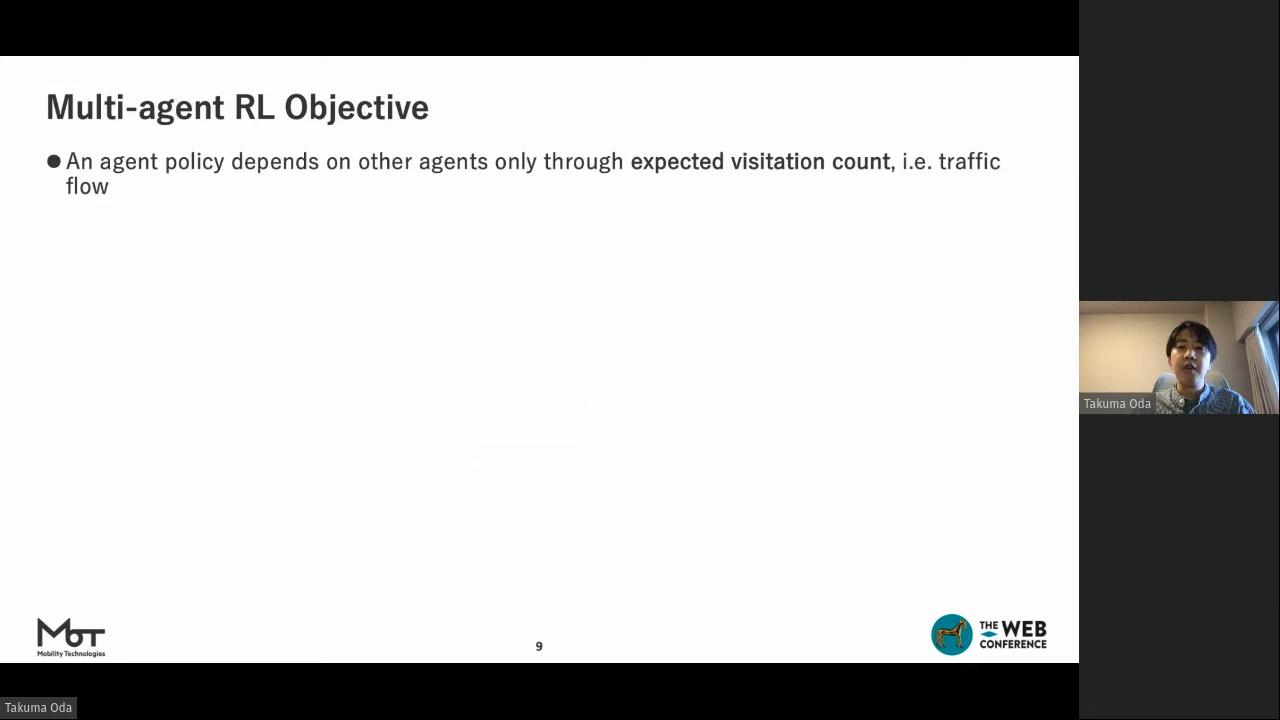 Multi-agent RL Objective
● An agent policy depends on other agents only through expected visitation count, i.e. traffic
flow
MoT
Mobility Technologies
9
THE WEB
CONFERENCE
Takuma Oda
Takuma Oda